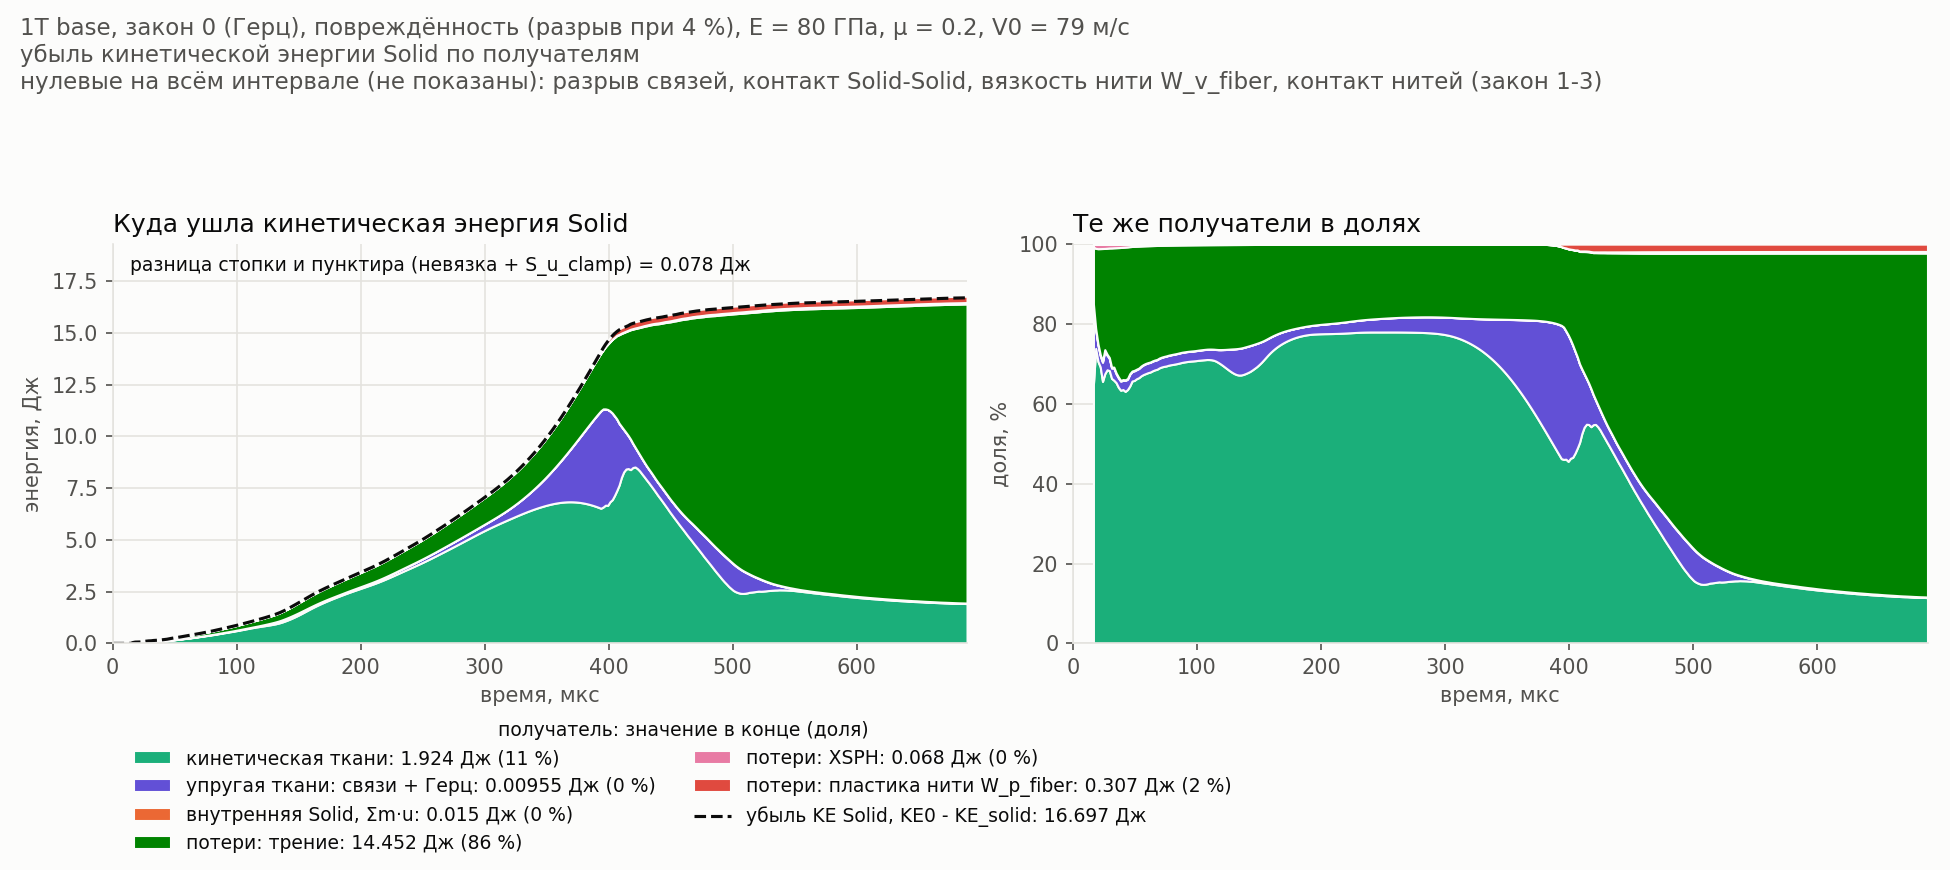 1T base, закон 0 (Герц), повреждённость (разрыв при 4 %), E = 80 ГПа, μ = 0.2, V0 = 79 м/с
убыль кинетической энергии Solid по получателям
нулевые на всём интервале (не показаны): разрыв связей, контакт Solid-Solid, вязкость нити W_v_fiber, контакт нитей (закон 1-3)
Куда ушла кинетическая энергия Solid
разница стопки и пунктира (невязка + S_u_clamp) = 0.078 Дж
17.5
15.0
12.5
10.0
7.5
5.0
2.5
0.0
энергия, Дж
0 100 200 300 400 500 600
время, мкс
Те же получатели в долях
100
80
60
40
20
0
доля, %
0 100 200 300 400 500 600
время, мкс
получатель: значение в конце (доля)
кинетическая ткани: 1.924 Дж (11 %)
упругая ткани: связи + Герц: 0.00955 Дж (0 %)
внутренняя Solid, Σm·u: 0.015 Дж (0 %)
потери: трение: 14.452 Дж (86 %)
потери: XSPH: 0.068 Дж (0 %)
потери: пластика нити W_p_fiber: 0.307 Дж (2 %)
убыль KE Solid, KE0 - KE_solid: 16.697 Дж